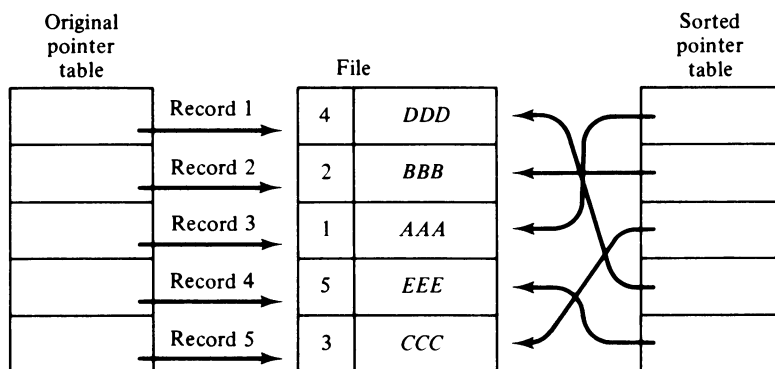 Original
pointer
table
File
Sorted
pointer
table
Record 1
4 DDD
Record 2
2 BBB
Record 3
1 AAA
Record 4
5 EEE
Record 5
3 CCC